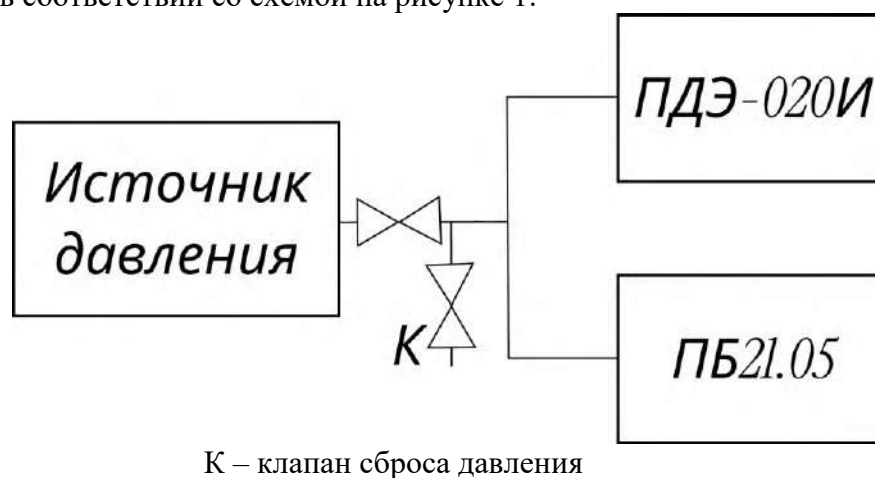 в соответствии со схемой на рисунке 1.
ПДЭ-020И
Источник
давления
К
ПБ21.05
К – клапан сброса давления